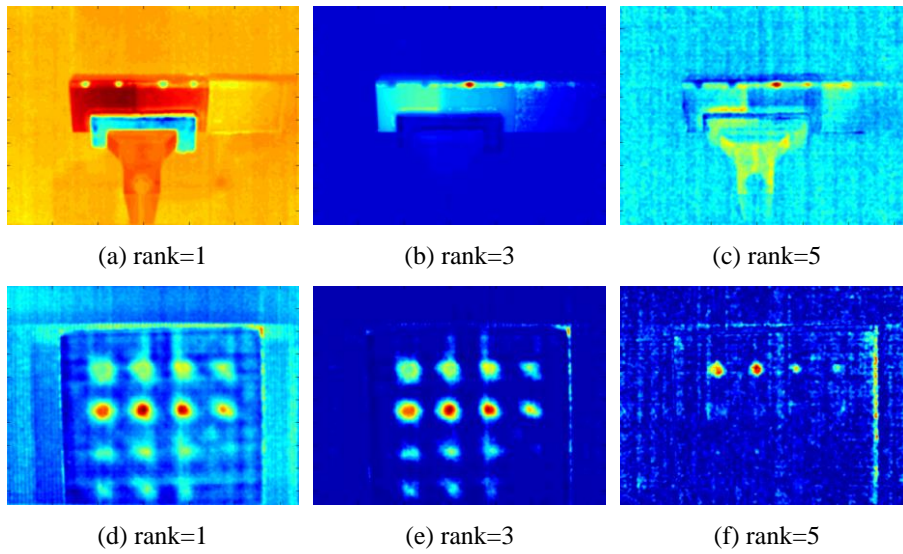 (a) rank=1
(b) rank=3
(c) rank=5
(d) rank=1
(e) rank=3
(f) rank=5